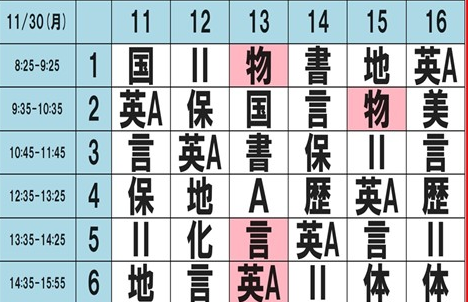 11/30(月) 11 12 13 14 15 16
8:25-9:25 1 国 II 物 書 地 英A
9:35-10:35 2 英A 保 国 言 物 美
10:45-11:45 3 言 英A 書 保 II 言
12:35-13:25 4 保 地 A 歴 英A 歴
13:35-14:25 5 II 化 言 英A 言 II
14:35-15:55 6 地 言 英A II 体 体